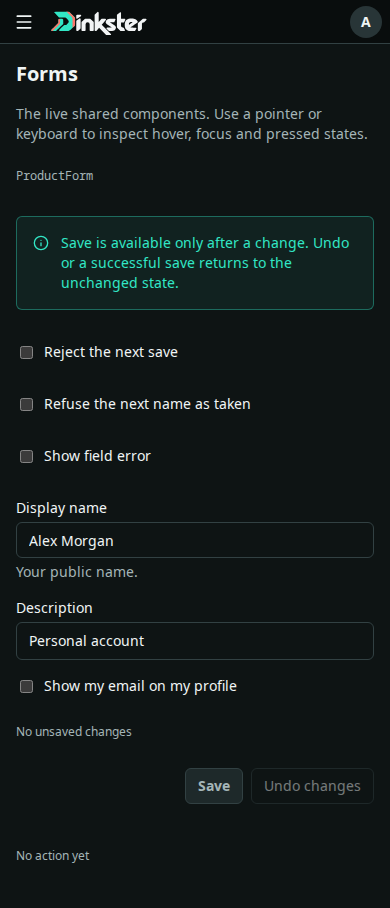 Dinkster
A
Forms
The live shared components. Use a pointer or
keyboard to inspect hover, focus and pressed states.
ProductForm
Save is available only after a change. Undo
or a successful save returns to the
unchanged state.
Reject the next save
Refuse the next name as taken
Show field error
Display name
Alex Morgan
Your public name.
Description
Personal account
Show my email on my profile
No unsaved changes
Save
Undo changes
No action yet